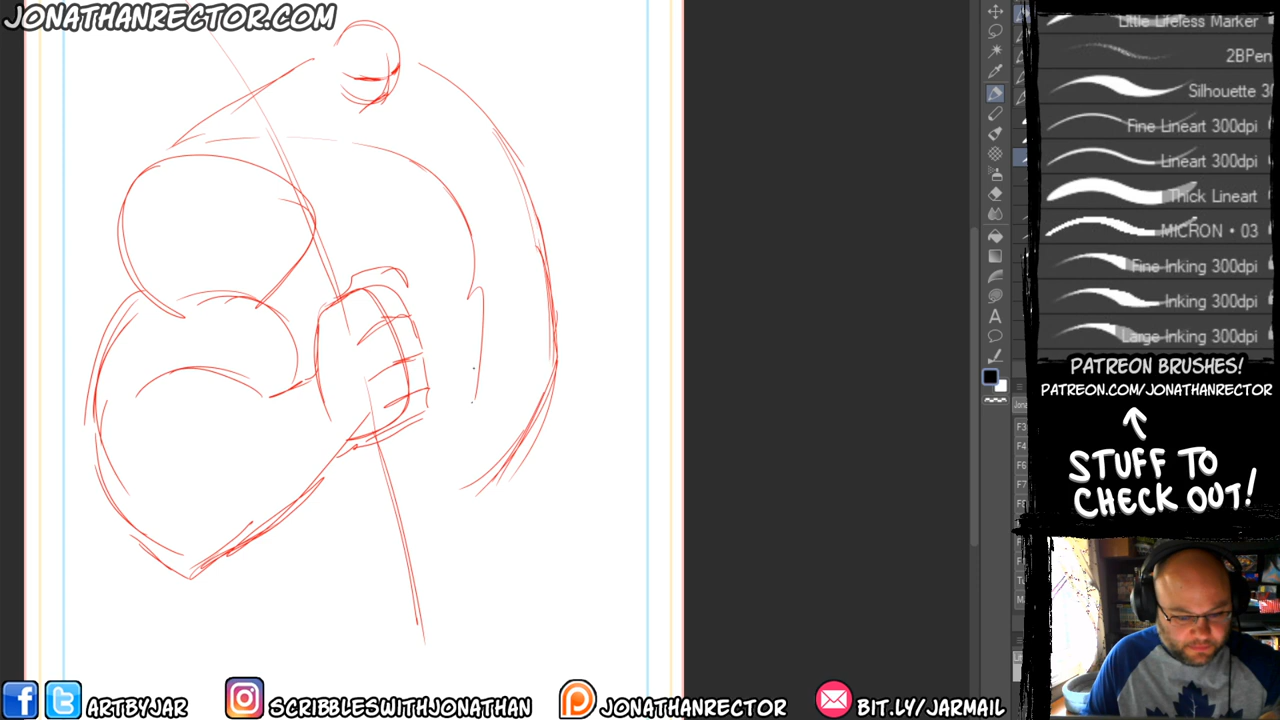 JONATHANRECTOR.COM
Little Lifeless Marker
2BPen
Silhouette 30
Fine Lineart 300dpi
Lineart 300dpi
Thick Lineart
MICRON • 03
Fine Inking 300dpi
Inking 300dpi
Large Inking 300dpi
PATREON BRUSHES!
PATREON.COM/JONATHANRECTOR
STUFF TO
CHECK OUT!
ARTBYJAR
SCRIBBLESWITHJONATHAN
JONATHANRECTOR
BIT.LY/JARMAIL